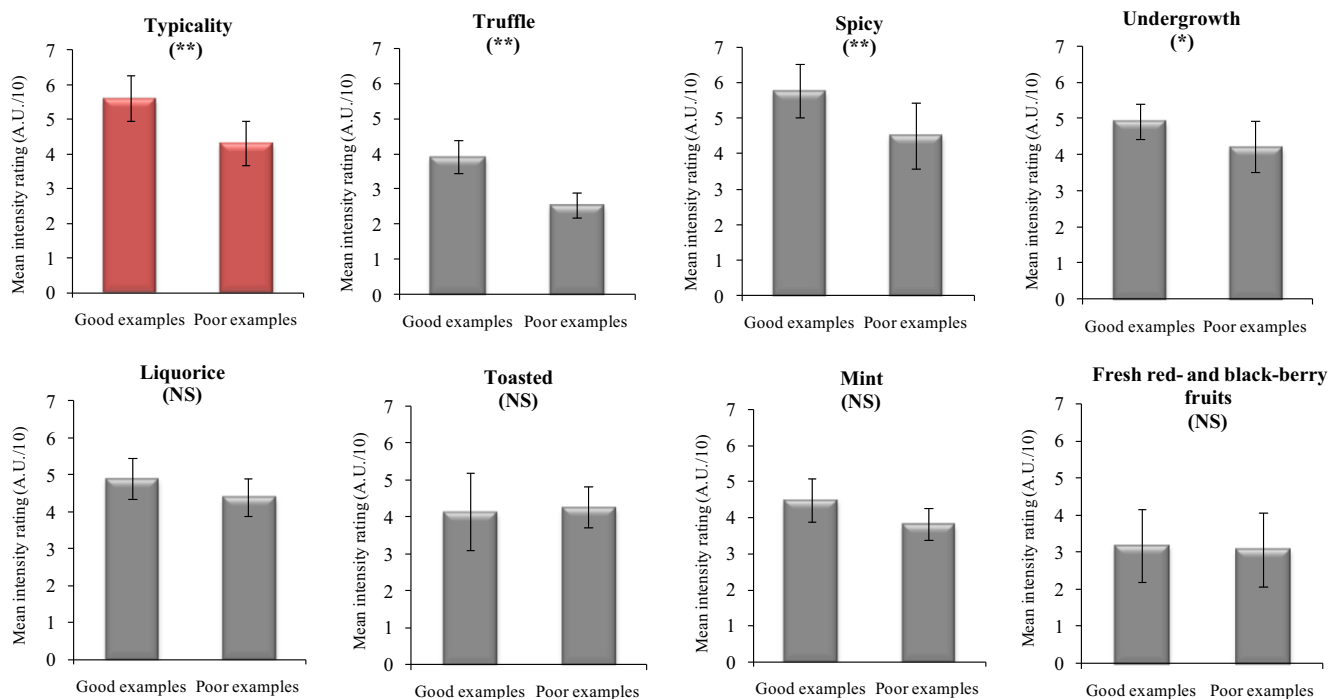 Typicality
(**)
Mean intensity rating (A.U./10)
7
6
5
4
3
2
1
0
Good examples Poor examples
Truffle
(**)
Mean intensity rating (A.U./10)
7
6
5
4
3
2
1
0
Good examples Poor examples
Spicy
(**)
Mean intensity rating (A.U./10)
7
6
5
4
3
2
1
0
Good examples Poor examples
Undergrowth
(*)
Mean intensity rating (A.U./10)
7
6
5
4
3
2
1
0
Good examples Poor examples
Liquorice
(NS)
Mean intensity rating (A.U./10)
7
6
5
4
3
2
1
0
Good examples Poor examples
Toasted
(NS)
Mean intensity rating (A.U./10)
7
6
5
4
3
2
1
0
Good examples Poor examples
Mint
(NS)
Mean intensity rating (A.U./10)
7
6
5
4
3
2
1
0
Good examples Poor examples
Fresh red- and black-berry
fruits
(NS)
Mean intensity rating (A.U./10)
7
6
5
4
3
2
1
0
Good examples Poor examples